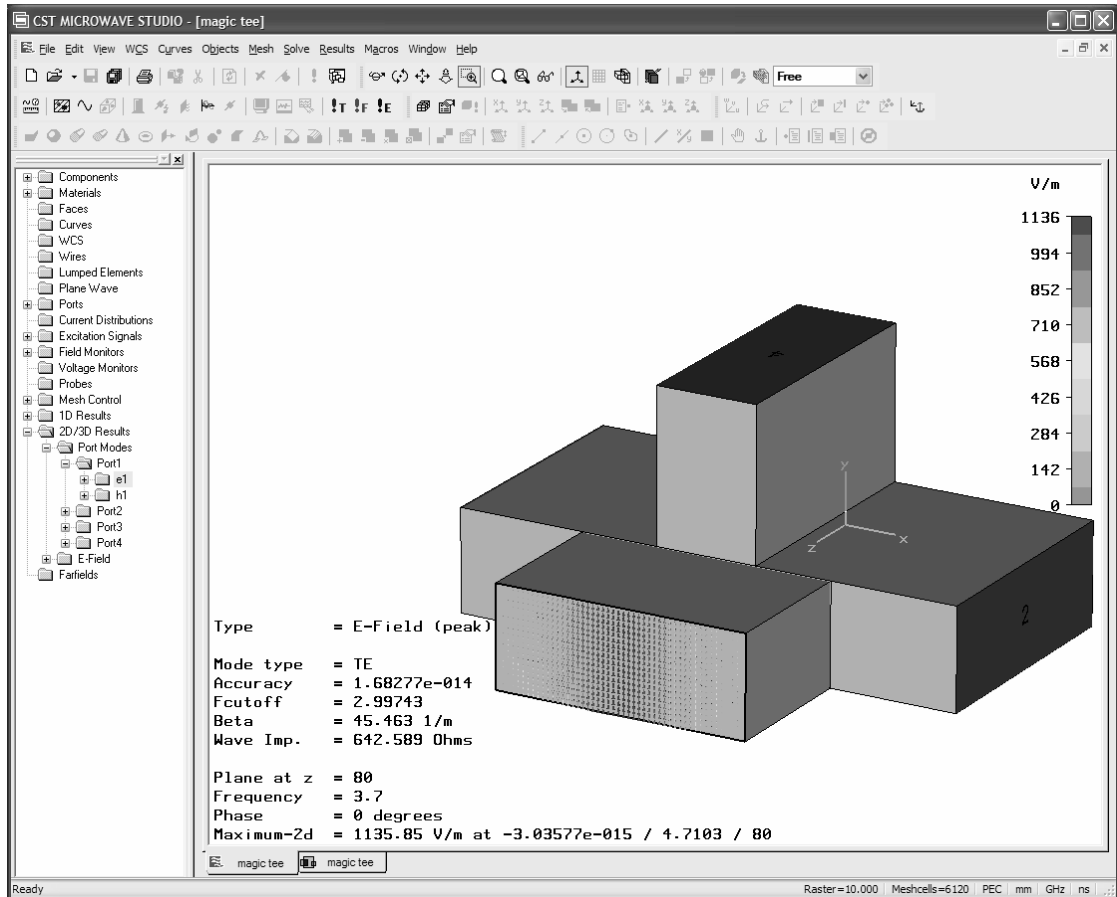 CST MICROWAVE STUDIO - [magic tee]
File Edit View WCS Curves Objects Mesh Solve Results Macros Window Help
Free
!T !F !E
Components
Materials
Faces
Curves
WCS
Wires
Lumped Elements
Plane Wave
Ports
Current Distributions
Excitation Signals
Field Monitors
Voltage Monitors
Probes
Mesh Control
1D Results
2D/3D Results
Port Modes
Port1
e1
h1
Port2
Port3
Port4
E-Field
Farfields
V/m
1136
994
852
710
568
426
284
142
0
4
y
x
z
2
Type = E-Field (peak)
Mode type = TE
Accuracy = 1.68277e-014
Fcutoff = 2.99743
Beta = 45.463 1/m
Wave Imp. = 642.589 Ohms
Plane at z = 80
Frequency = 3.7
Phase = 0 degrees
Maximum-2d = 1135.85 V/m at -3.03577e-015 / 4.7103 / 80
magic tee magic tee
Ready Raster=10.000 Meshcells=6120 PEC mm GHz ns